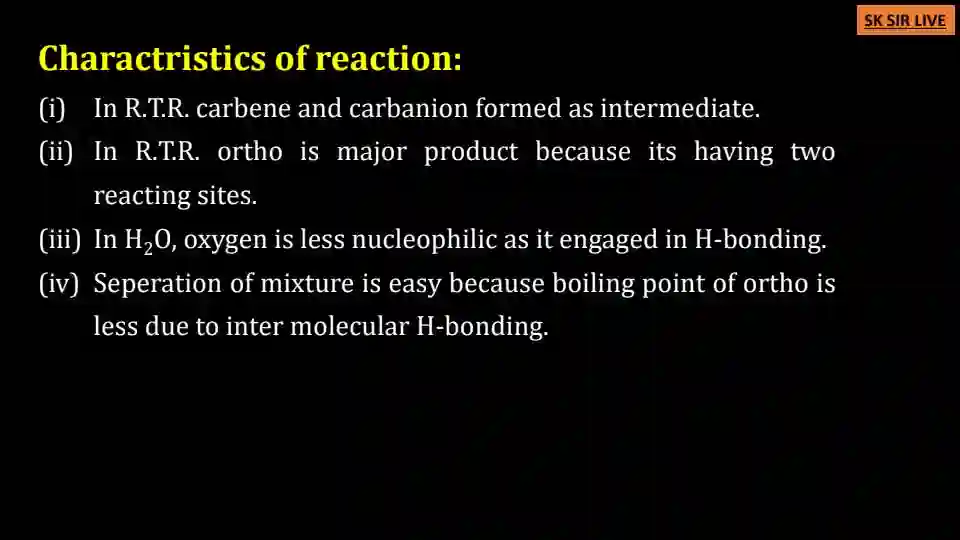 SK SIR LIVE
Charactristics of reaction:
(i) In R.T.R. carbene and carbanion formed as intermediate.
(ii) In R.T.R. ortho is major product because its having two
reacting sites.
(iii) In H₂O, oxygen is less nucleophilic as it engaged in H-bonding.
(iv) Seperation of mixture is easy because boiling point of ortho is
less due to inter molecular H-bonding.